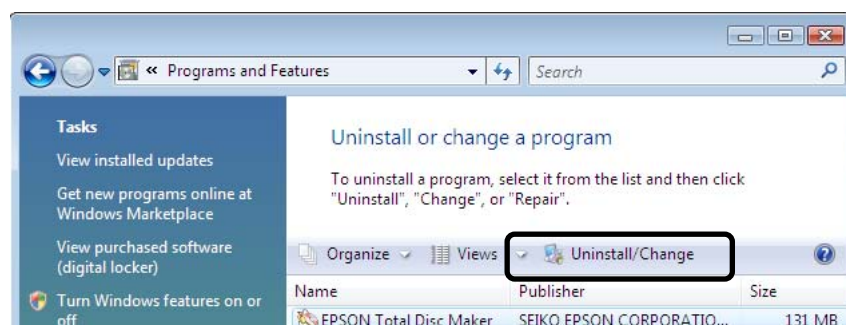 « Programs and Features
Search
Tasks
View installed updates
Get new programs online at
Windows Marketplace
View purchased software
(digital locker)
Turn Windows features on or
off
Uninstall or change a program
To uninstall a program, select it from the list and then click
"Uninstall", "Change", or "Repair".
Organize Views Uninstall/Change
Name Publisher Size
EPSON Total Disc Maker SEIKO EPSON CORPORATIO... 131 MB